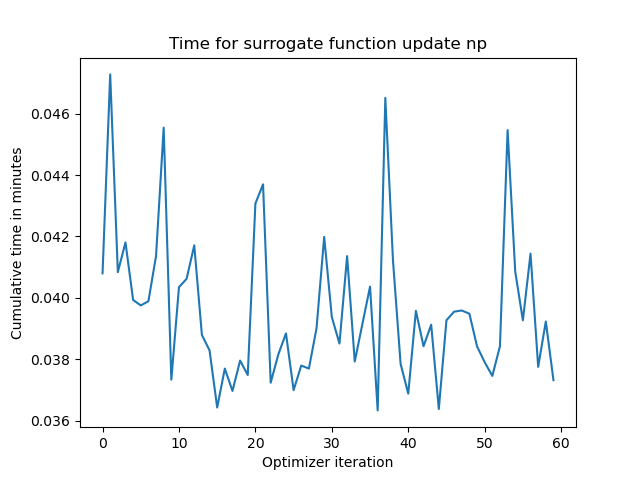 Time for surrogate function update np
Cumulative time in minutes
0.046
0.044
0.042
0.040
0.038
0.036
0 10 20 30 40 50 60
Optimizer iteration